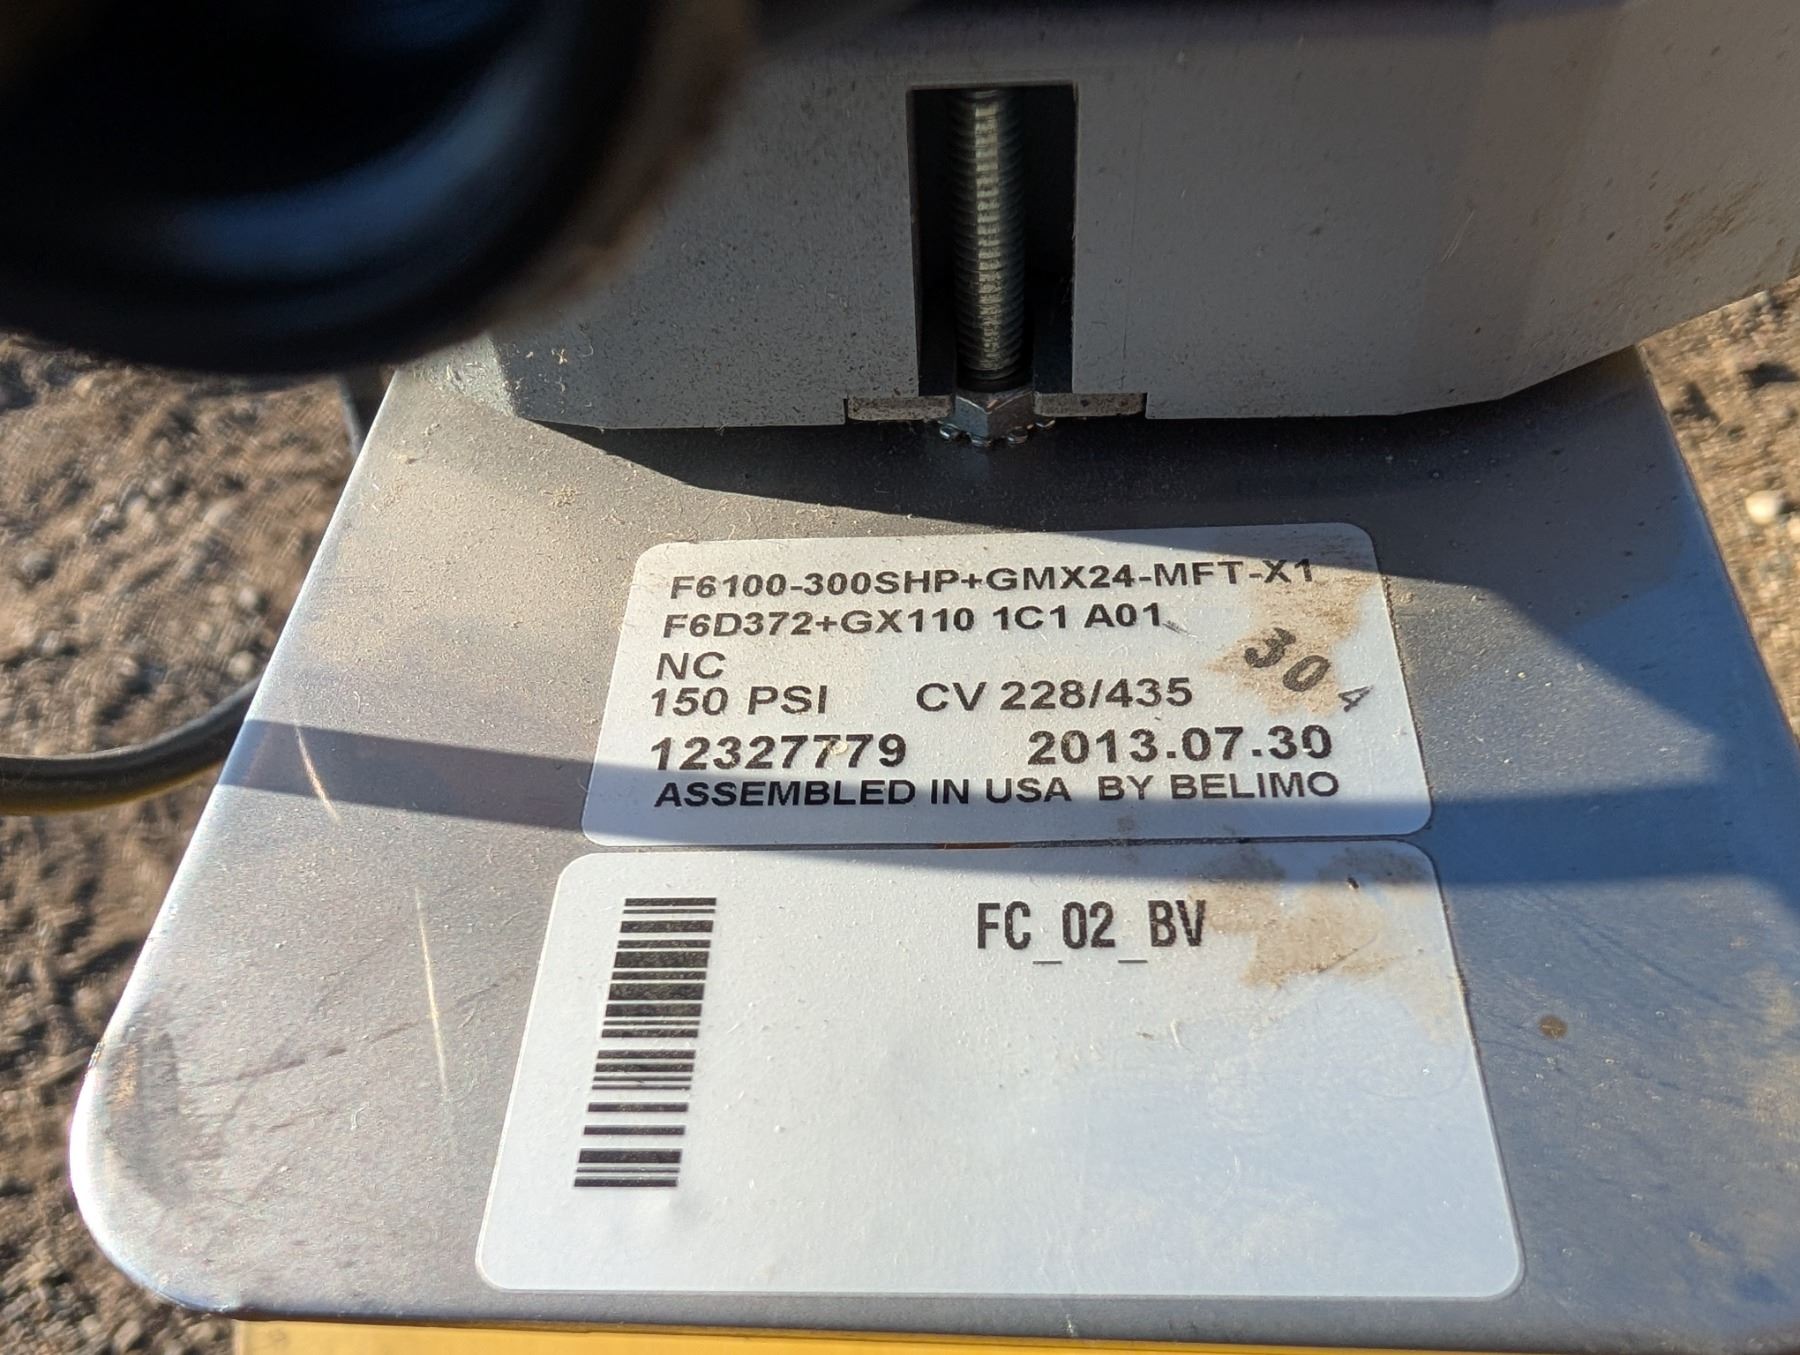 F6100-300SHP+GMX24-MFT-X1
F6D372+GX110 1C1 A01
NC
30 4
150 PSI CV 228/435
12327779 2013.07.30
ASSEMBLED IN USA BY BELIMO
FC_02_BV